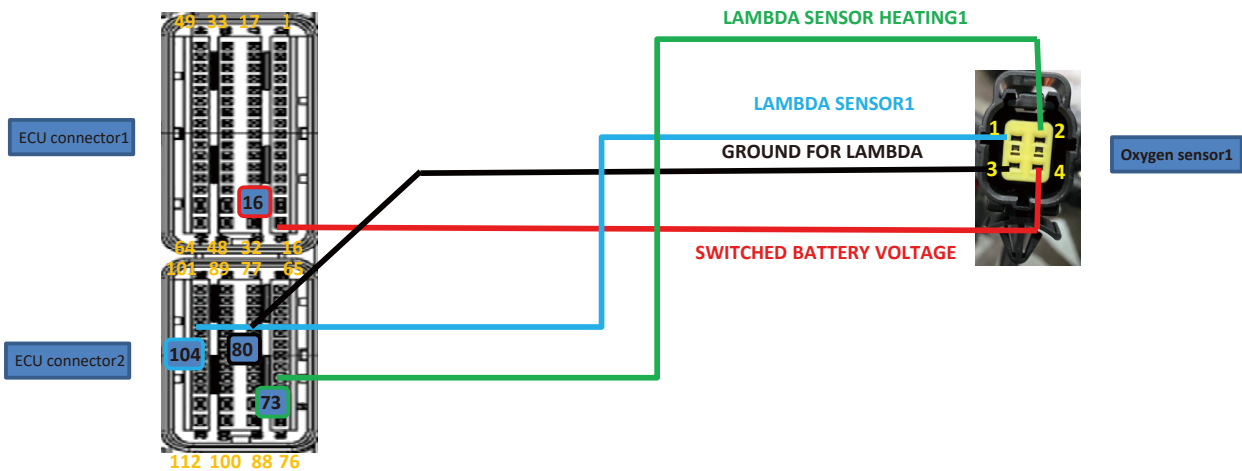 LAMBDA SENSOR HEATING1
49 33 17 1
LAMBDA SENSOR1
1 2
ECU connector1
GROUND FOR LAMBDA
Oxygen sensor1
3 4
16
64 48 32 16
SWITCHED BATTERY VOLTAGE
101 89 77 65
ECU connector2
104 80
73
112 100 88 76